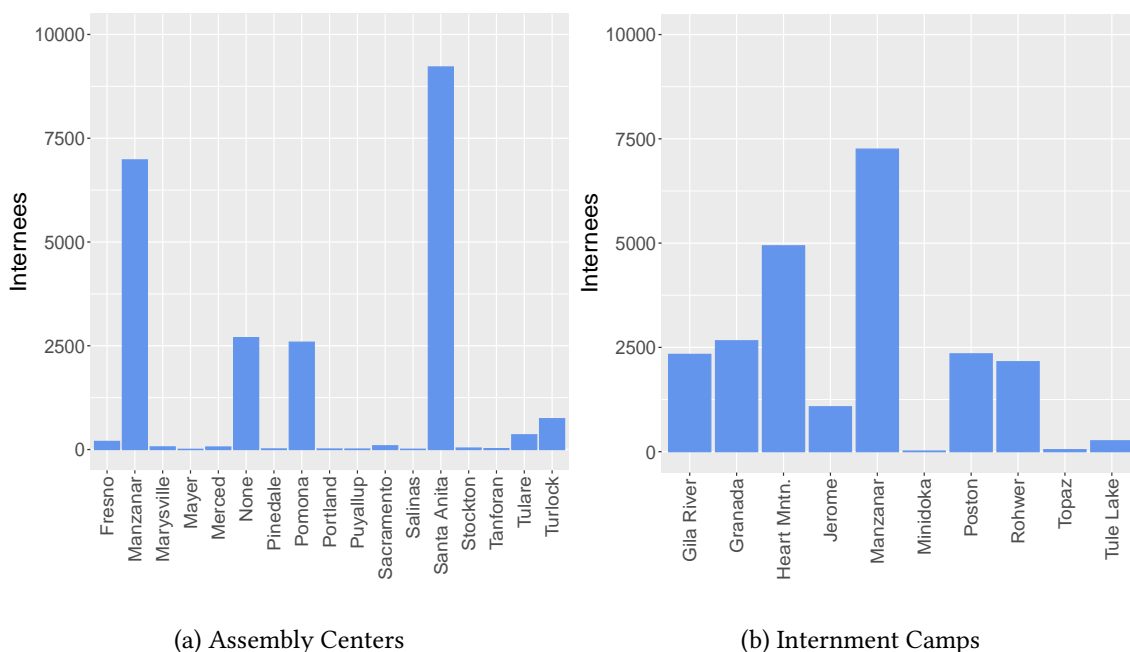 10000
7500
5000
2500
0
Internees
Fresno
Manzanar
Marysville
Mayer
Merced
None
Pinedale
Pomona
Portland
Puyallup
Sacramento
Salinas
Santa Anita
Stockton
Tanforan
Tulare
Turlock
(a) Assembly Centers
10000
7500
5000
2500
0
Internees
Gila River
Granada
Heart Mntn.
Jerome
Manzanar
Minidoka
Poston
Rohwer
Topaz
Tule Lake
(b) Internment Camps